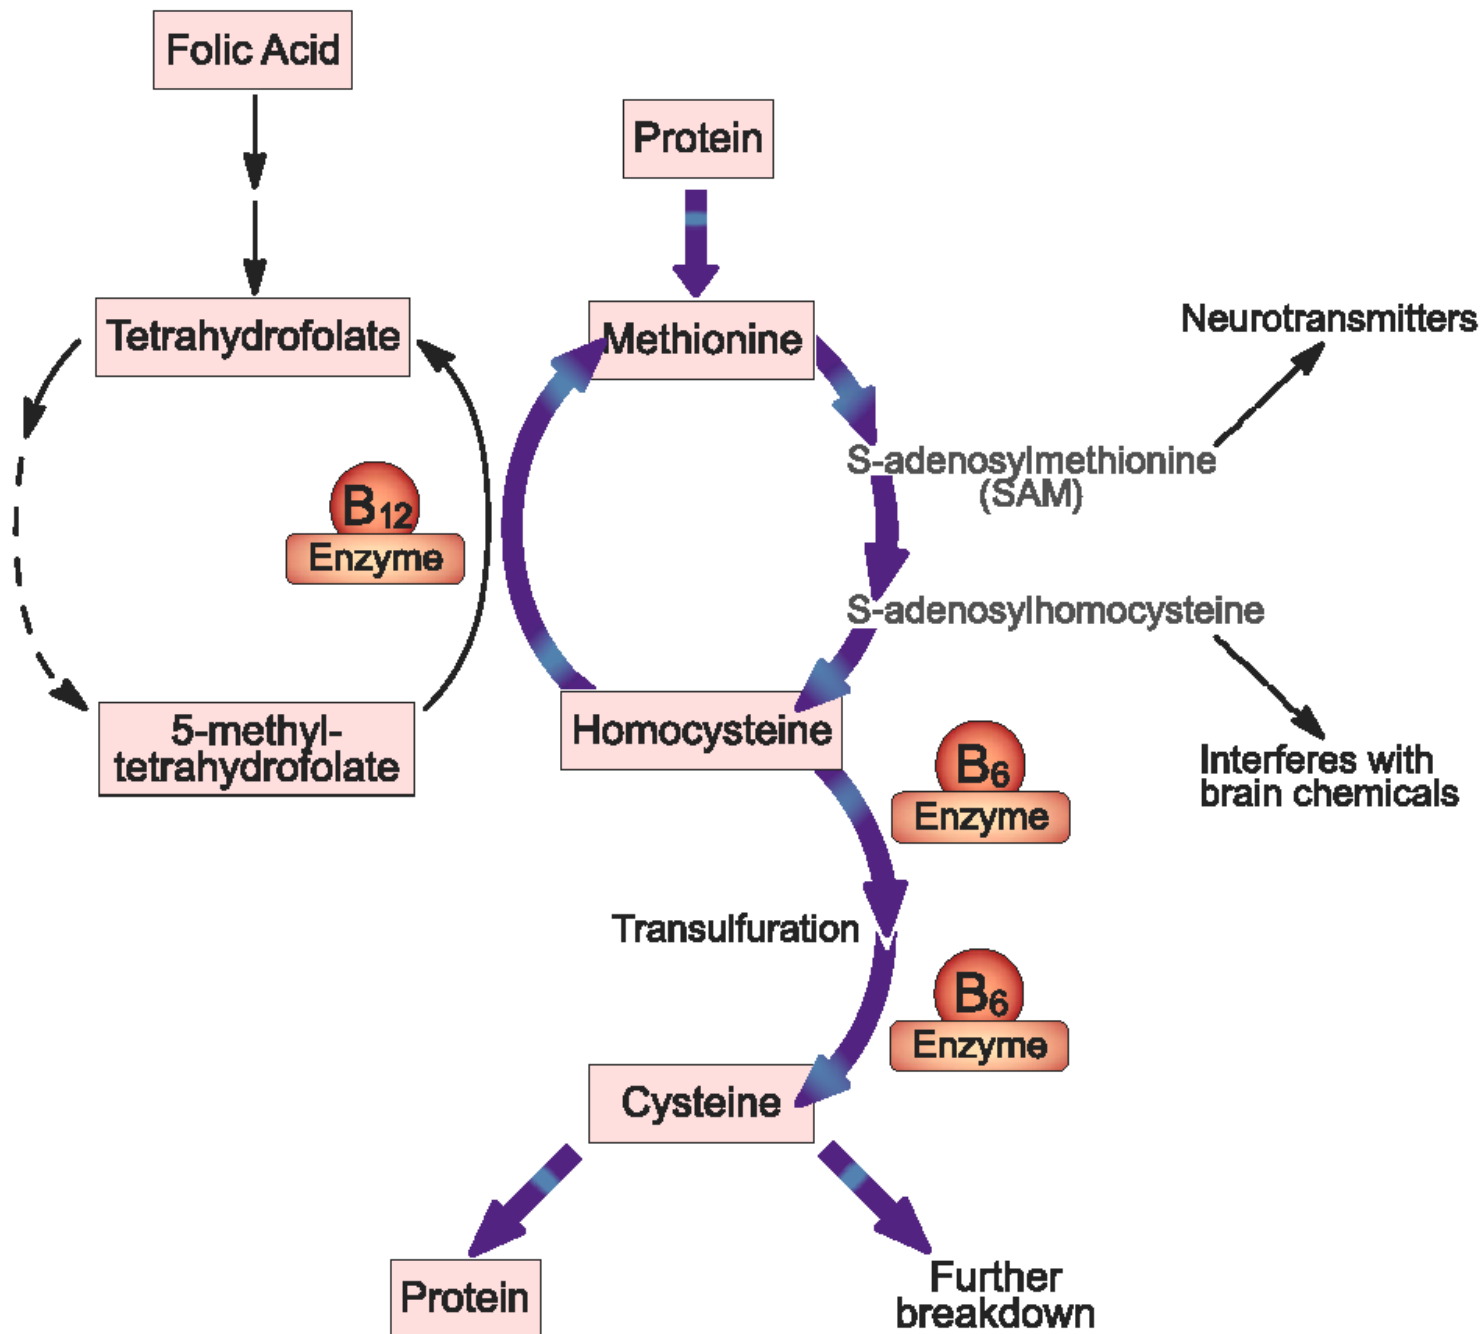 Folic Acid
Protein
Tetrahydrofolate
Methionine
Neurotransmitters
S-adenosylmethionine
(SAM)
B12
Enzyme
S-adenosylhomocysteine
5-methyl-
tetrahydrofolate
Homocysteine
B6
Enzyme
Interferes with
brain chemicals
Transulfuration
B6
Enzyme
Cysteine
Protein
Further
breakdown